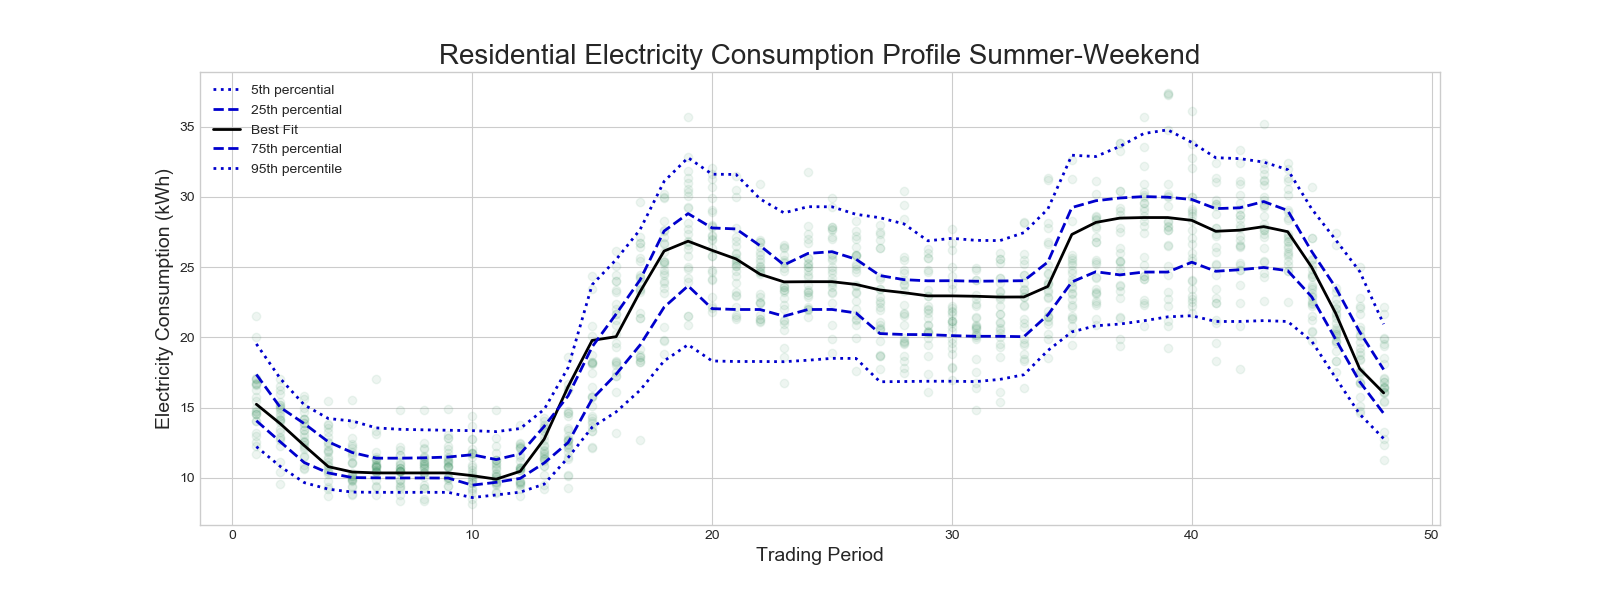 Residential Electricity Consumption Profile Summer-Weekend
5th percential
25th percential
Best Fit
75th percential
95th percentile
Electricity Consumption (kWh)
35
30
25
20
15
10
0 10 20 30 40 50
Trading Period